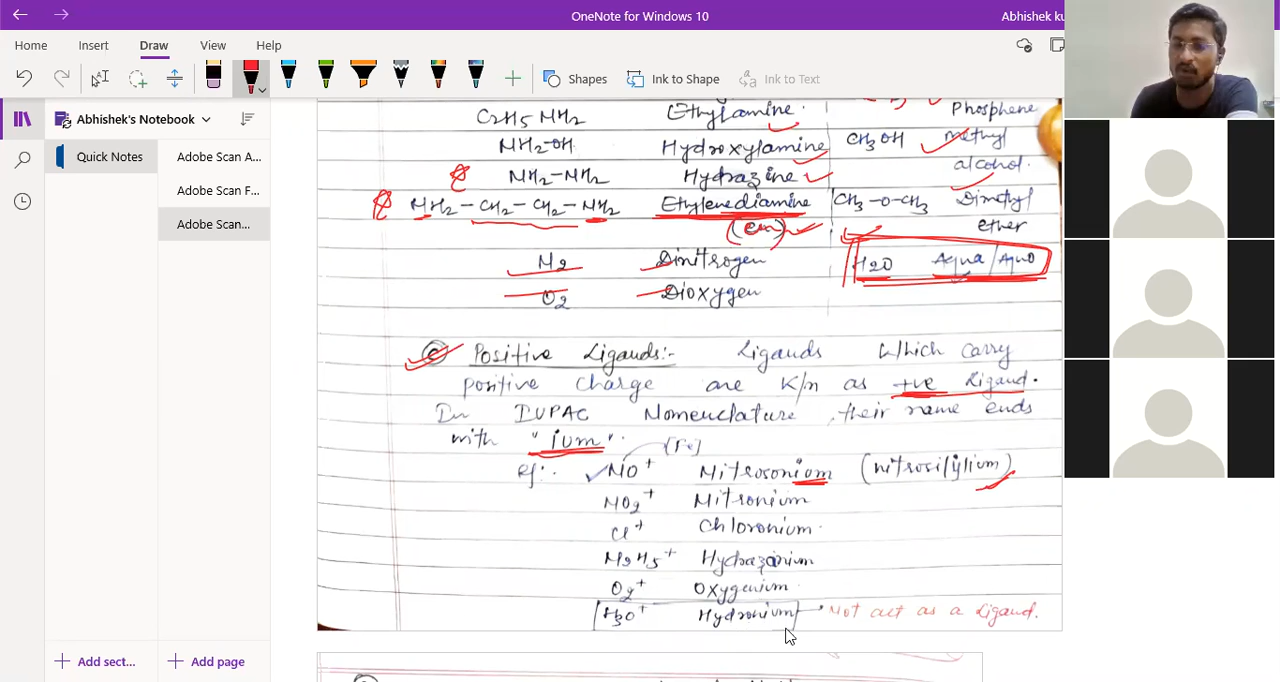 OneNote for Windows 10
Abhishek ku
Home Insert Draw View Help
Shapes Ink to Shape Ink to Text
Abhishek's Notebook
Quick Notes
Adobe Scan A...
Adobe Scan F...
Adobe Scan...
Add sect... Add page
C2H5 NH2 Ethylamine Phosphene
NH2-OH Hydroxylamine CH3OH Methyl
NH2-NH2 Hydrazine alcohol
NH2-CH2-CH2-NH2 Ethylenediamine CH3-O-CH3 Dimethyl
(en) ether
N2 Dinitrogen H2O Aqua/Aquo
O2 Dioxygen
C Positive Ligands:- Ligands Which carry
positive charge are K/n as +ve Ligand.
In IUPAC Nomenclature, their name ends
with "ium". [Fe]
NO+ Nitrosonium
NO2+ Nitronium
Cl+ Chloronium
N2H5+ Hydrazinium
O2+ Oxygenium
H3O+ Hydronium Not act as a Ligand.